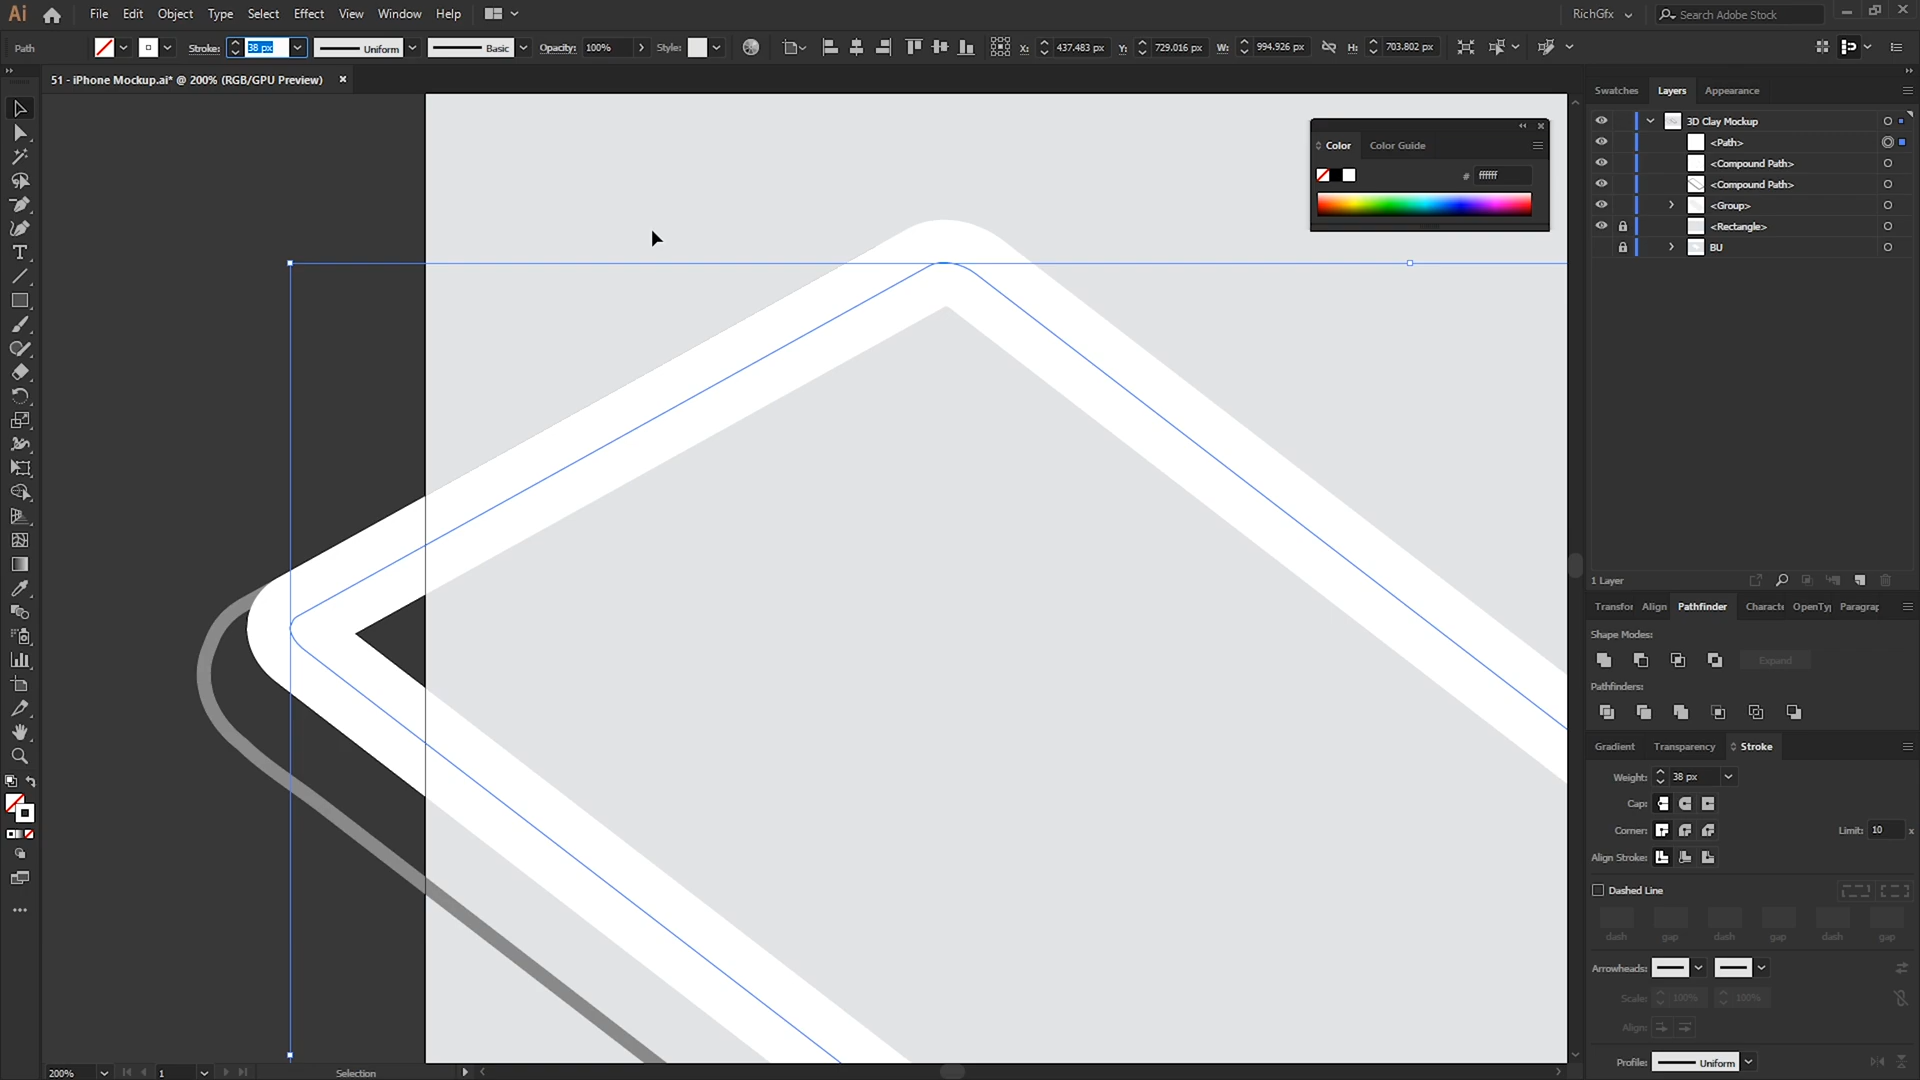 Ai File Edit Object Type Select Effect View Window Help RichGfx Search Adobe Stock
Path Stroke: 38 px Uniform Basic Opacity: 100% Style: X: 437.483 px Y: 729.016 px W: 994.926 px H: 703.802 px
51 - iPhone Mockup.ai* @ 200% (RGB/GPU Preview)
Swatches Layers Appearance
3D Clay Mockup
<Path>
<Compound Path>
<Compound Path>
<Group>
<Rectangle>
BU
Color Color Guide
# ffffff
1 Layer
Transfor Align Pathfinder Characte OpenTyp Paragrap
Shape Modes:
Expand
Pathfinders:
Gradient Transparency Stroke
Weight: 38 px
Cap:
Corner: Limit: 10 x
Align Stroke:
Dashed Line
dash gap dash gap dash gap
Arrowheads:
Scale: 100% 100%
Align:
Profile: Uniform
200% 1 Selection